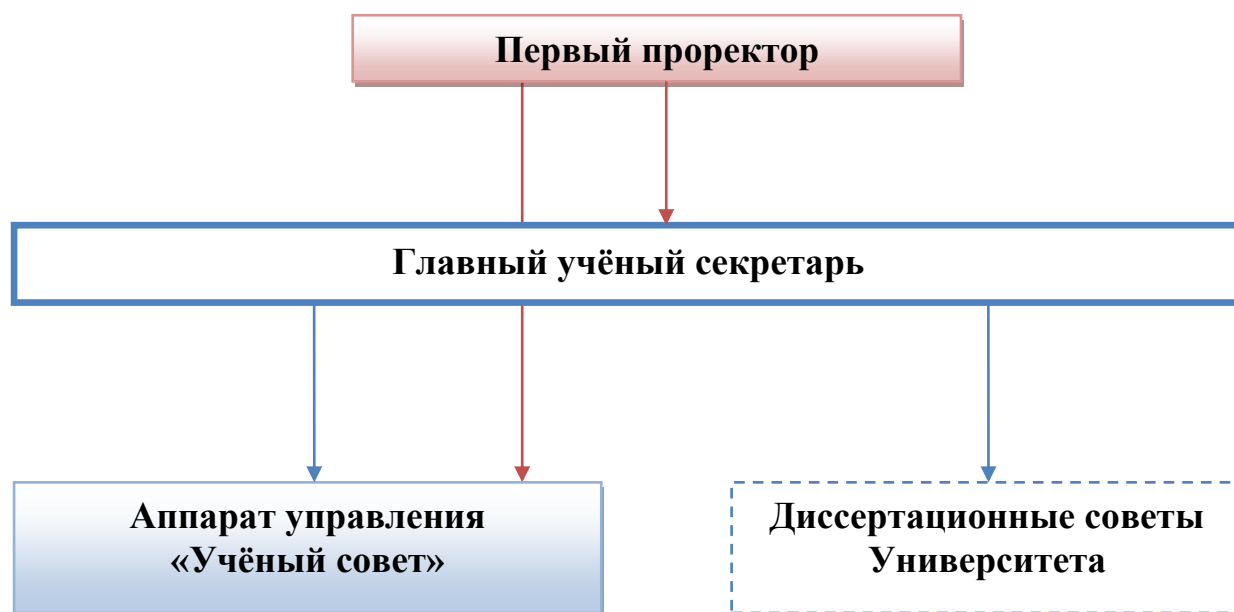 Первый проректор
Главный учёный секретарь
Аппарат управления
«Учёный совет»
Диссертационные советы
Университета